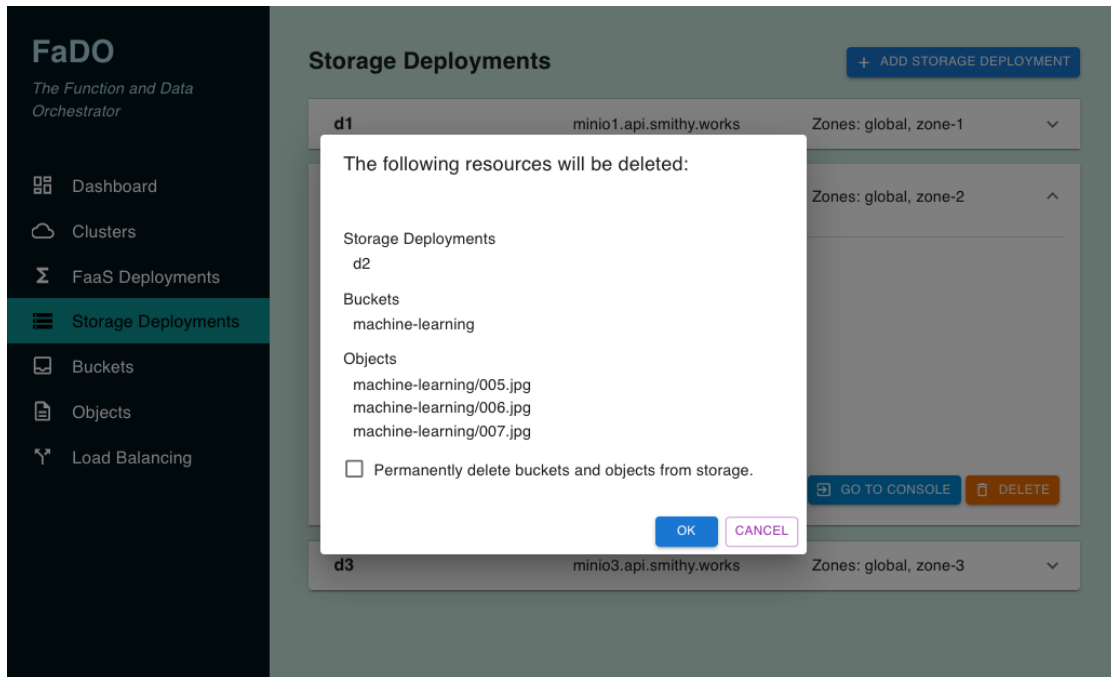 FaDO
The Function and Data
Orchestrator
Dashboard
Clusters
FaaS Deployments
Storage Deployments
Buckets
Objects
Load Balancing
Storage Deployments
+ ADD STORAGE DEPLOYMENT
d1 minio1.api.smithy.works Zones: global, zone-1
Zones: global, zone-2
The following resources will be deleted:
Storage Deployments
d2
Buckets
machine-learning
Objects
machine-learning/005.jpg
machine-learning/006.jpg
machine-learning/007.jpg
Permanently delete buckets and objects from storage.
OK CANCEL
GO TO CONSOLE DELETE
d3 minio3.api.smithy.works Zones: global, zone-3